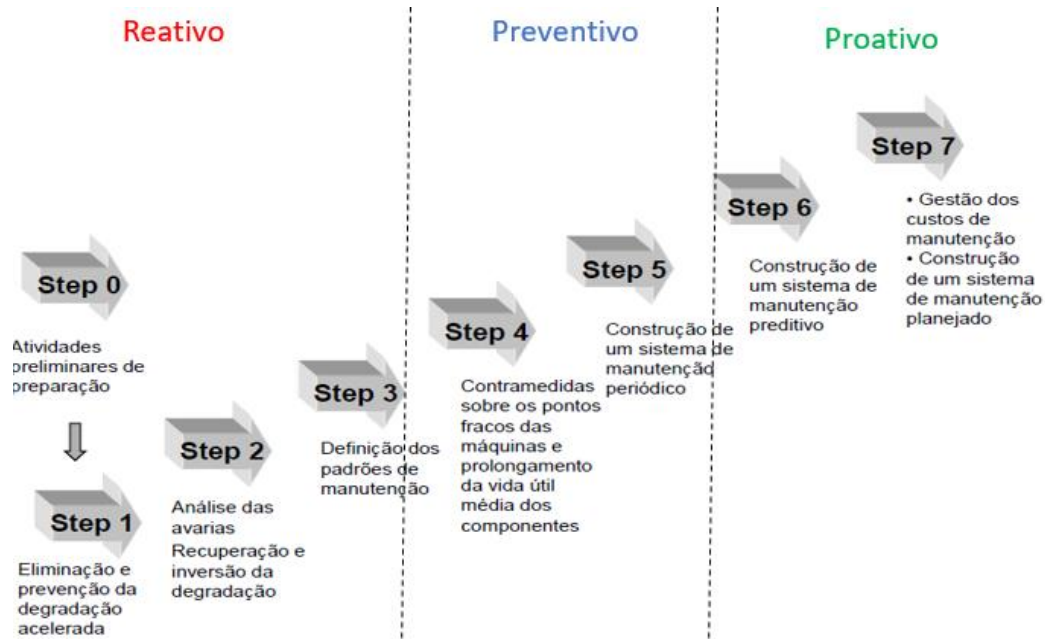 Reativo
Preventivo
Proativo
Step 0
Atividades
preliminares de
preparação
Step 1
Eliminação e
prevenção da
degradação
acelerada
Step 2
Análise das
avarias
Recuperação e
inversão da
degradação
Step 3
Definição dos
padrões de
manutenção
Step 4
Contramedidas
sobre os pontos
fracos das
máquinas e
prolongamento
da vida útil
média dos
componentes
Step 5
Construção de
um sistema de
manutenção
periódico
Step 6
Construção de
um sistema de
manutenção
preditivo
Step 7
• Gestão dos
custos de
manutenção
• Construção
de um sistema
de manutenção
planejado